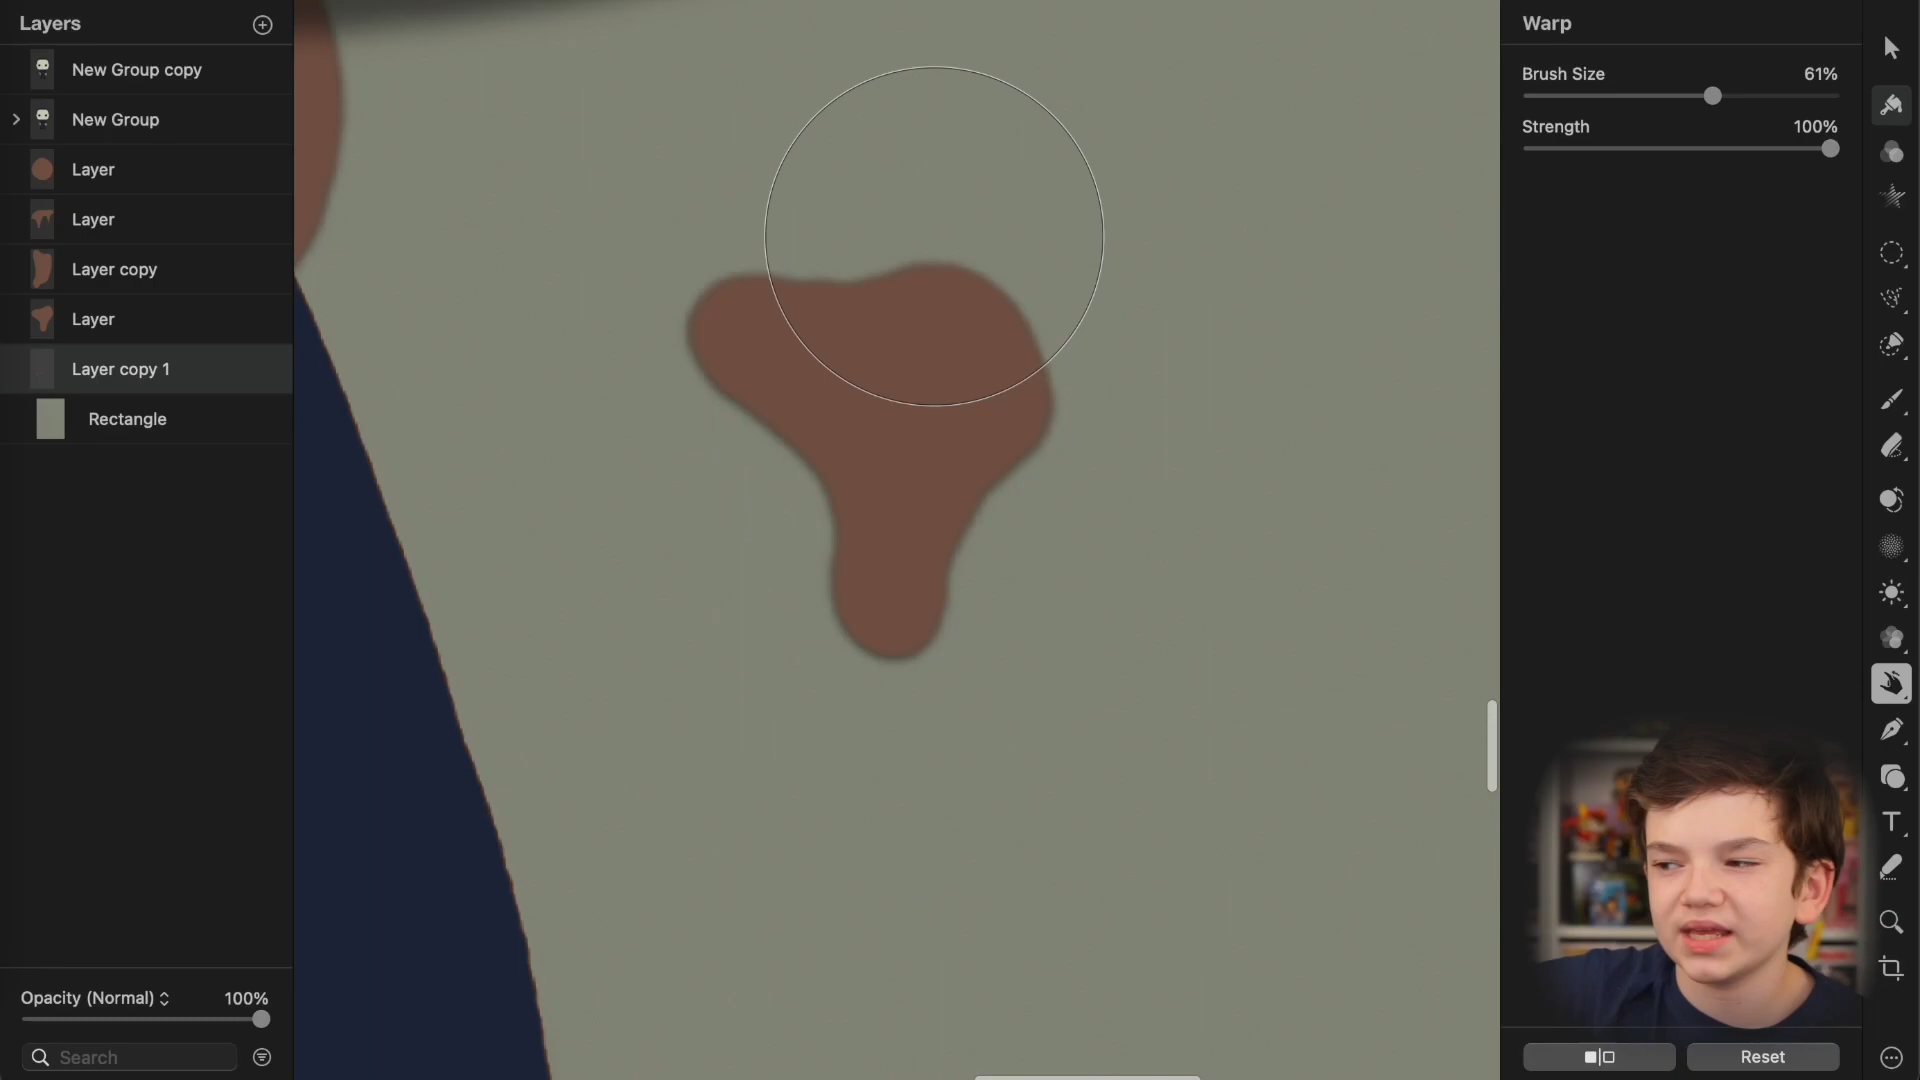 Layers
New Group copy
New Group
Layer
Layer
Layer copy
Layer
Layer copy 1
Rectangle
Opacity (Normal) 100%
Search
Warp
Brush Size 61%
Strength 100%
T
Reset